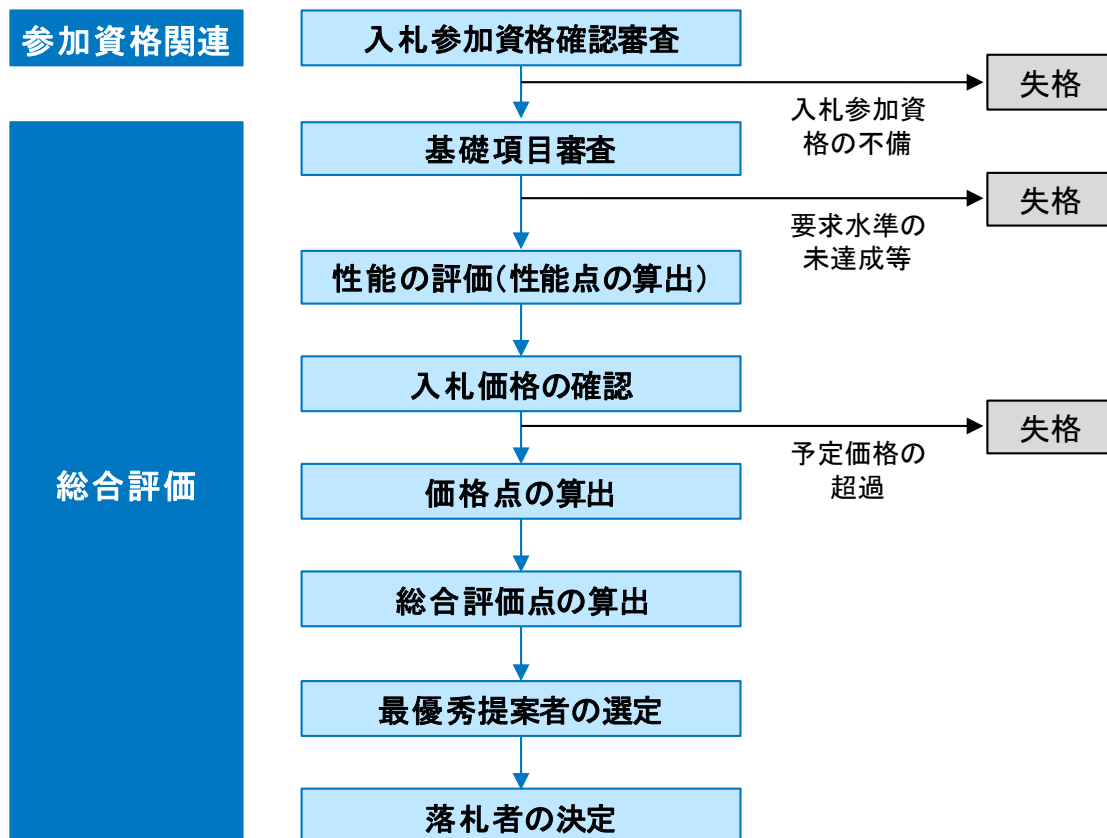 参加資格関連
入札参加資格確認審査
失格
入札参加資
格の不備
基礎項目審査
失格
要求水準の
未達成等
性能の評価(性能点の算出)
入札価格の確認
失格
予定価格の
超過
総合評価
価格点の算出
総合評価点の算出
最優秀提案者の選定
落札者の決定